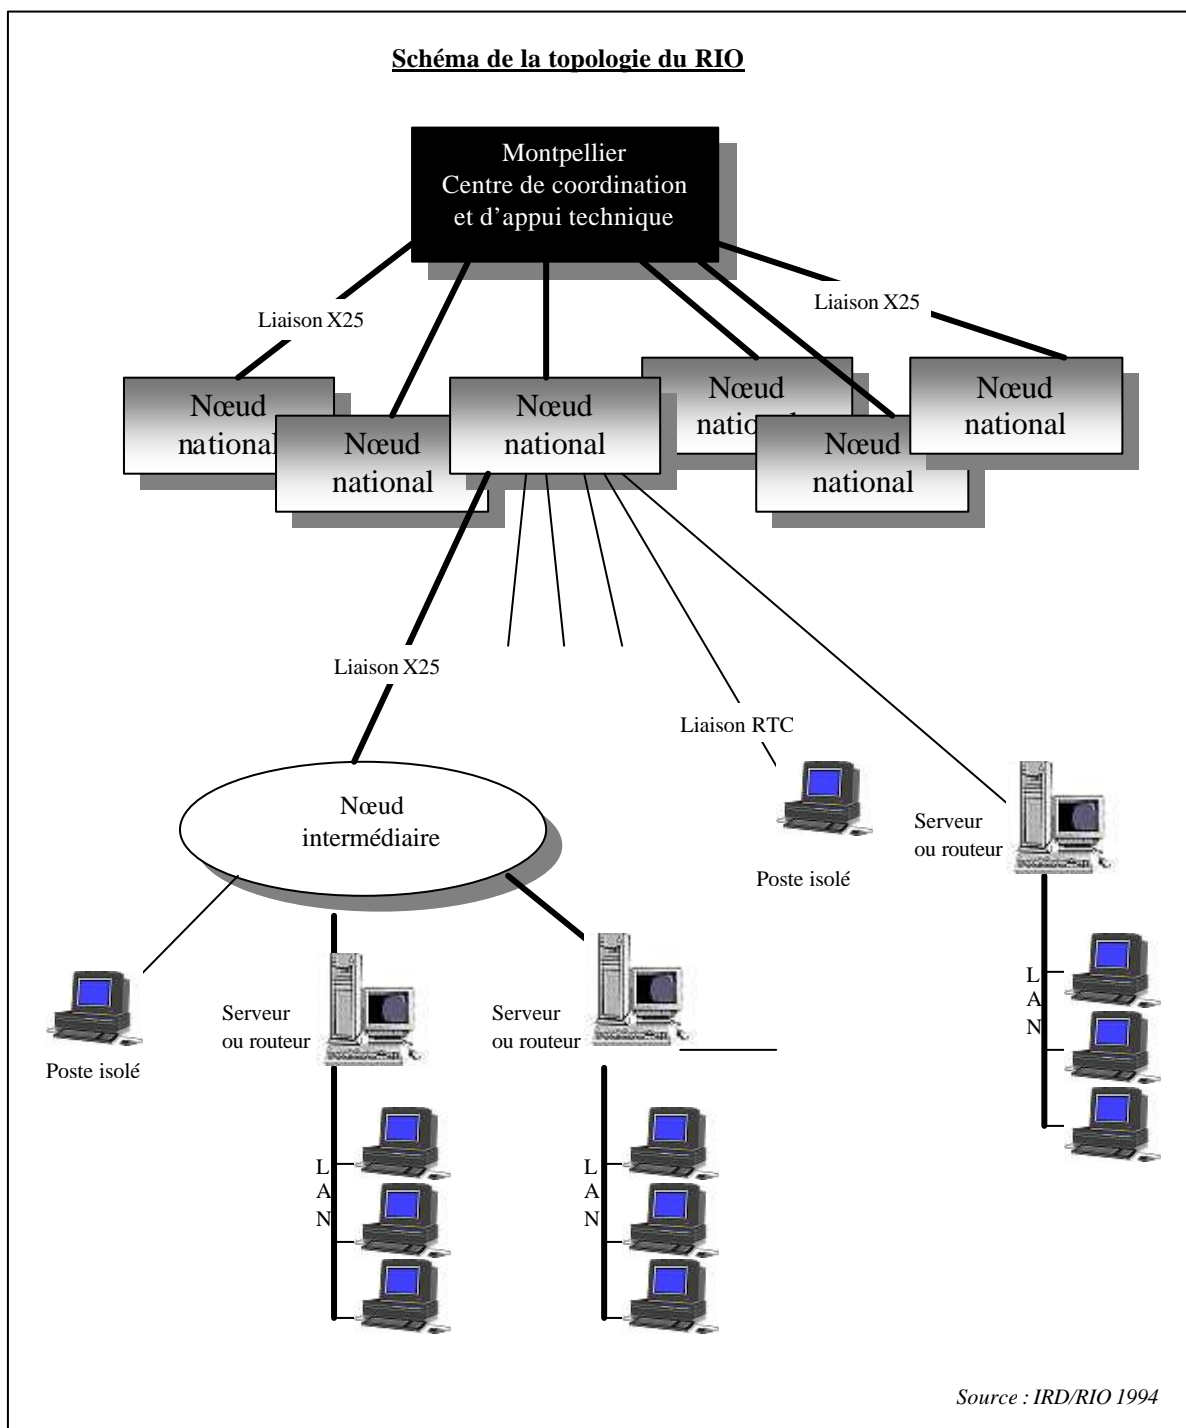 Schéma de la topologie du RIO
Montpellier
Centre de coordination
et d'appui technique
Liaison X25
Liaison X25
Nœud
national
Nœud
national
Nœud
national
Nœud
national
Nœud
national
Nœud
national
Liaison X25
Liaison RTC
Nœud
intermédiaire
Poste isolé
Serveur
ou routeur
L
A
N
Poste isolé
Serveur
ou routeur
Serveur
ou routeur
L
A
N
L
A
N
Source : IRD/RIO 1994